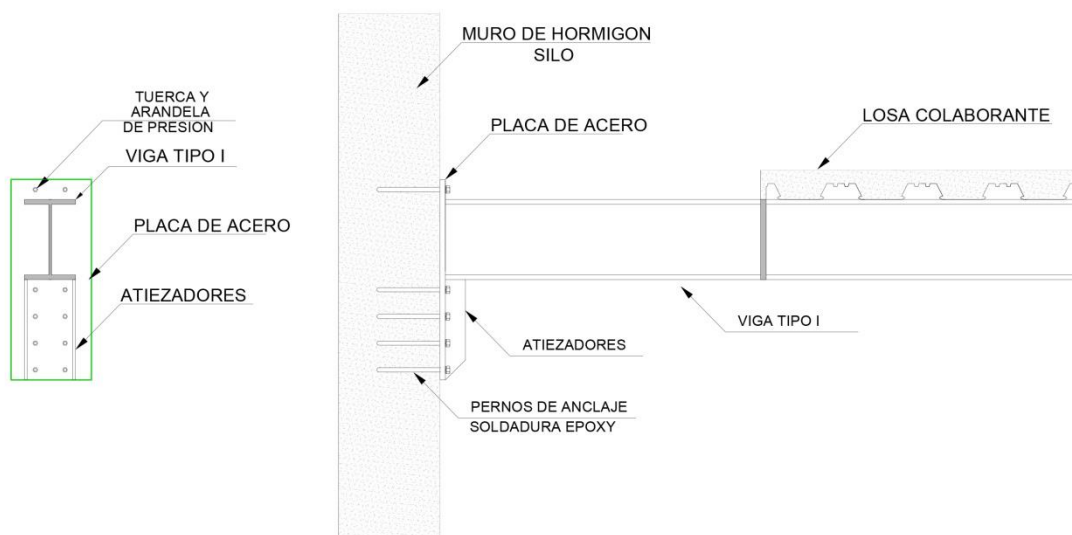 TUERCA Y
ARANDELA
DE PRESION
VIGA TIPO I
PLACA DE ACERO
ATIEZADORES
MURO DE HORMIGON
SILO
PLACA DE ACERO
LOSA COLABORANTE
VIGA TIPO I
ATIEZADORES
PERNOS DE ANCLAJE
SOLDADURA EPOXY